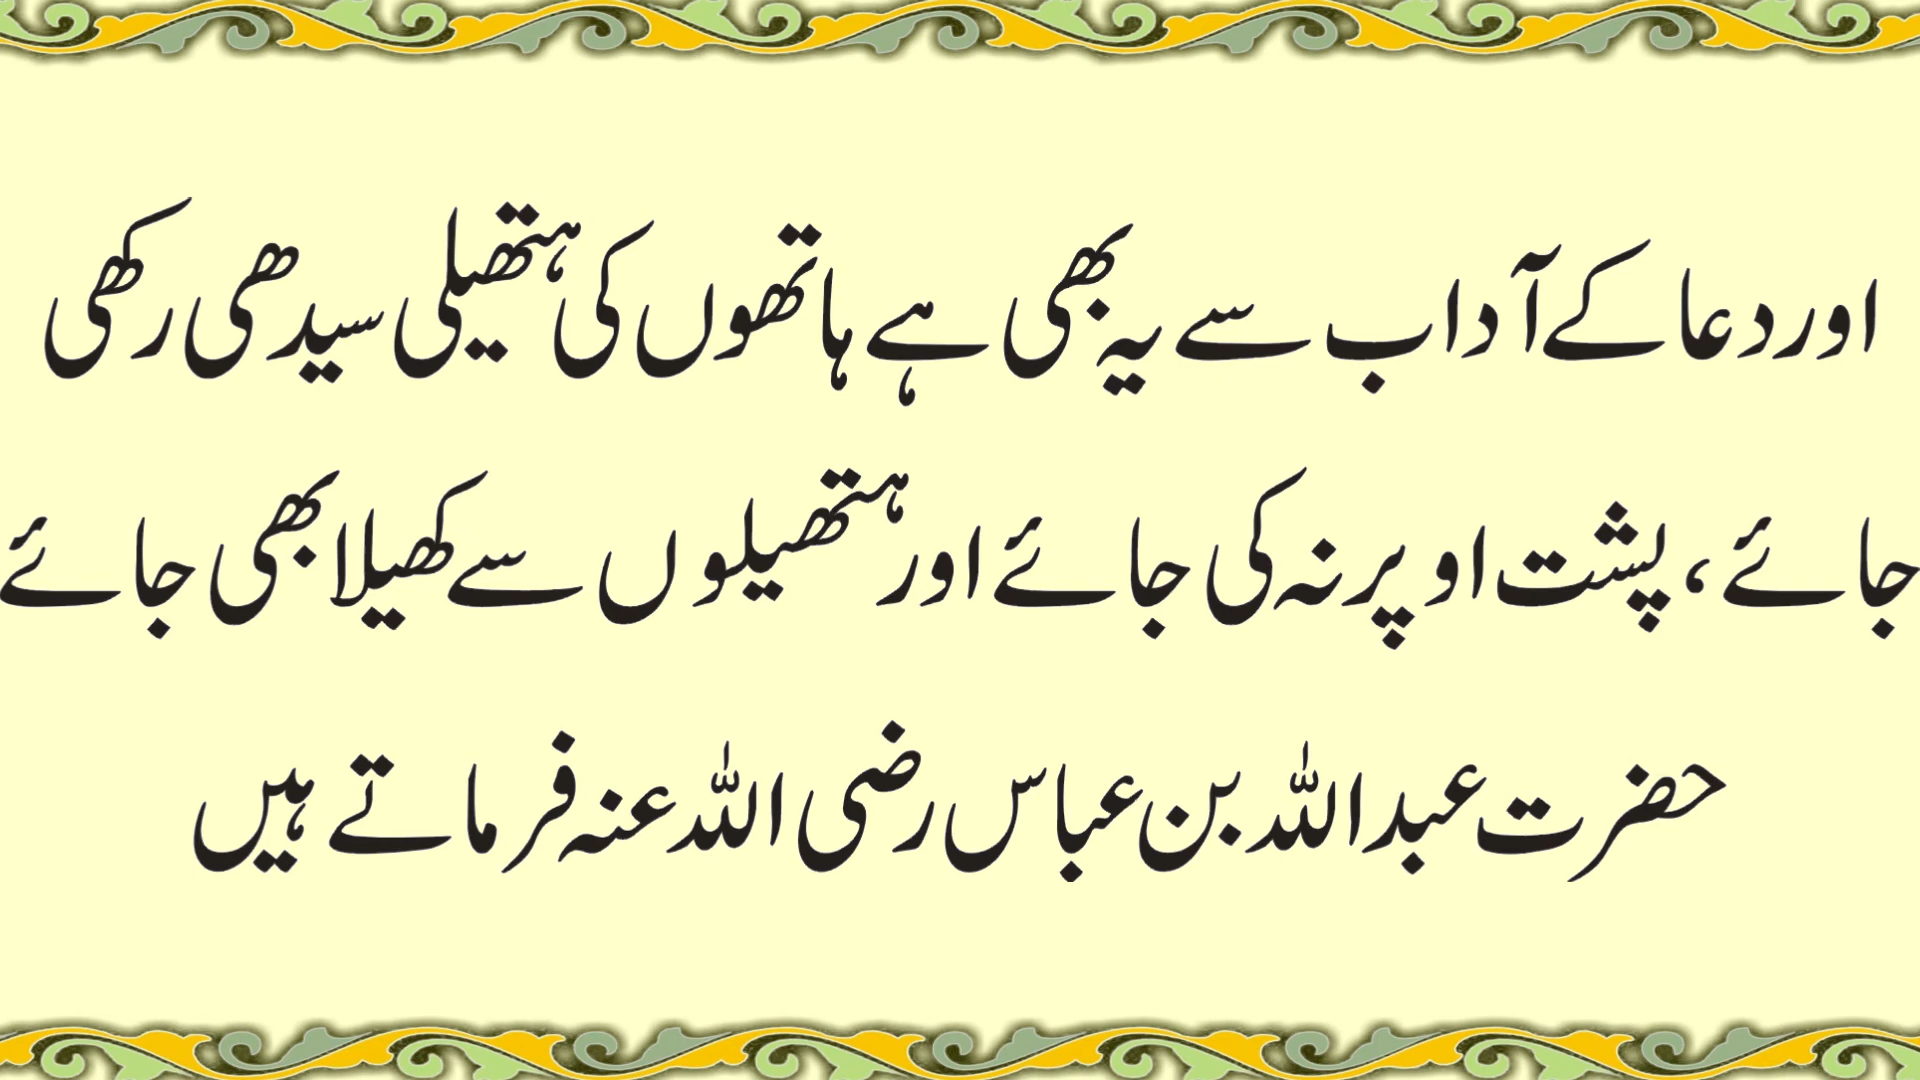 اور دعا کے آداب سے یہ بھی ہے ہاتھوں کی ہتھیلی سیدھی رکھی
جائے، پشت اوپر نہ کی جائے اور ہتھیلوں سے کھیلا بھی جائے
حضرت عبداللہ بن عباس رضی اللہ عنہ فرماتے ہیں